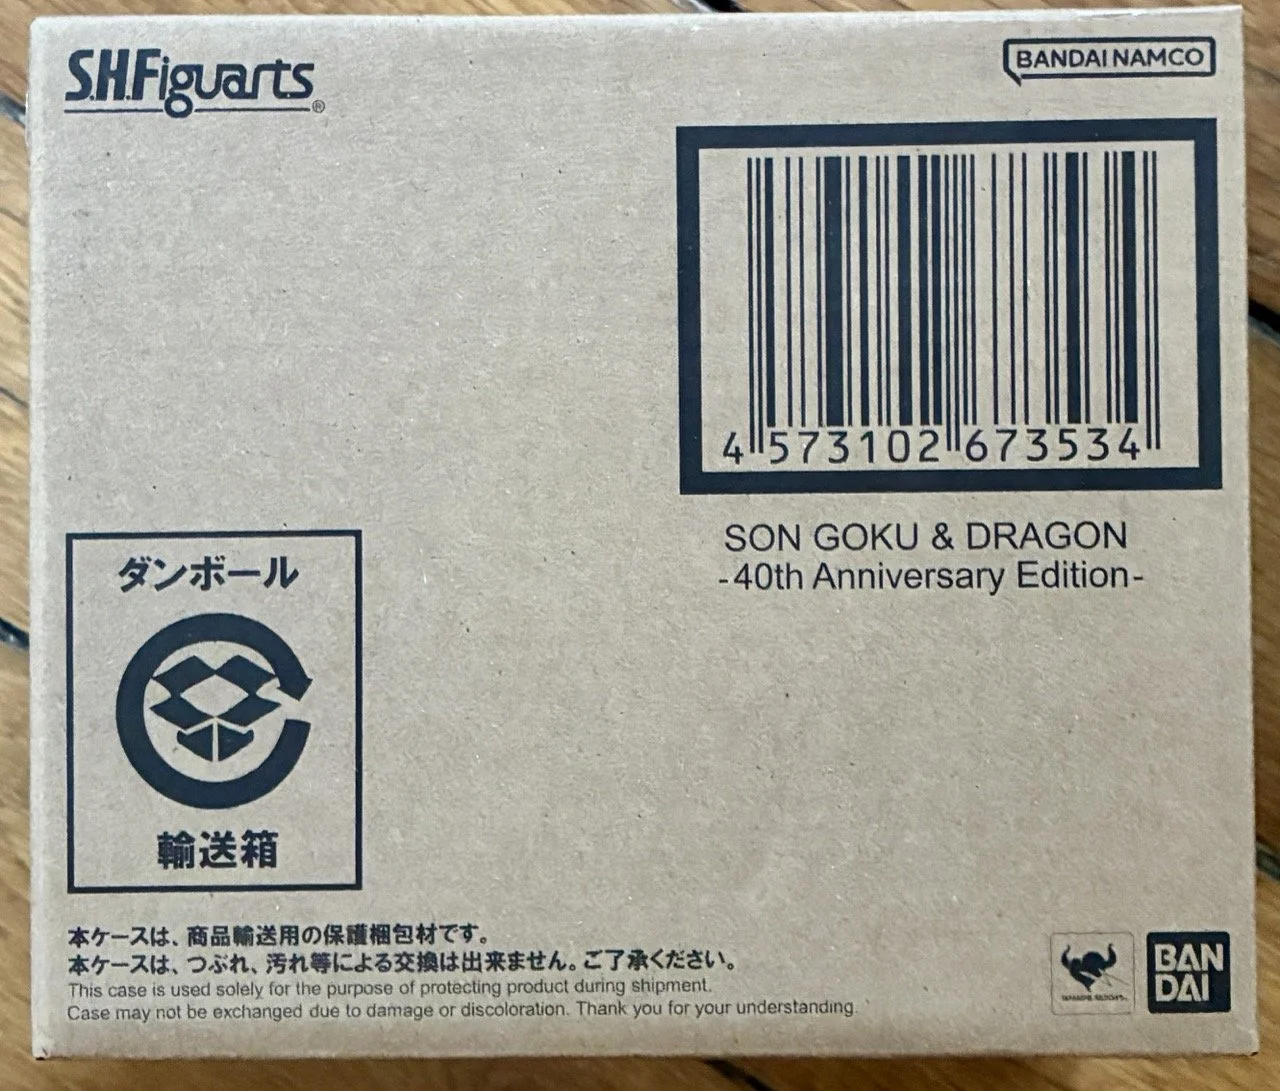 S.H.Figuarts®
BANDAI NAMCO
4 573102 673534
SON GOKU & DRAGON
-40th Anniversary Edition-
ダンボール
輸送箱
本ケースは、商品輸送用の保護梱包材です。
本ケースは、つぶれ、汚れ等による交換は出来ません。ご了承ください。
This case is used solely for the purpose of protecting product during shipment.
Case may not be exchanged due to damage or discoloration. Thank you for your understanding.
BAN
DAI